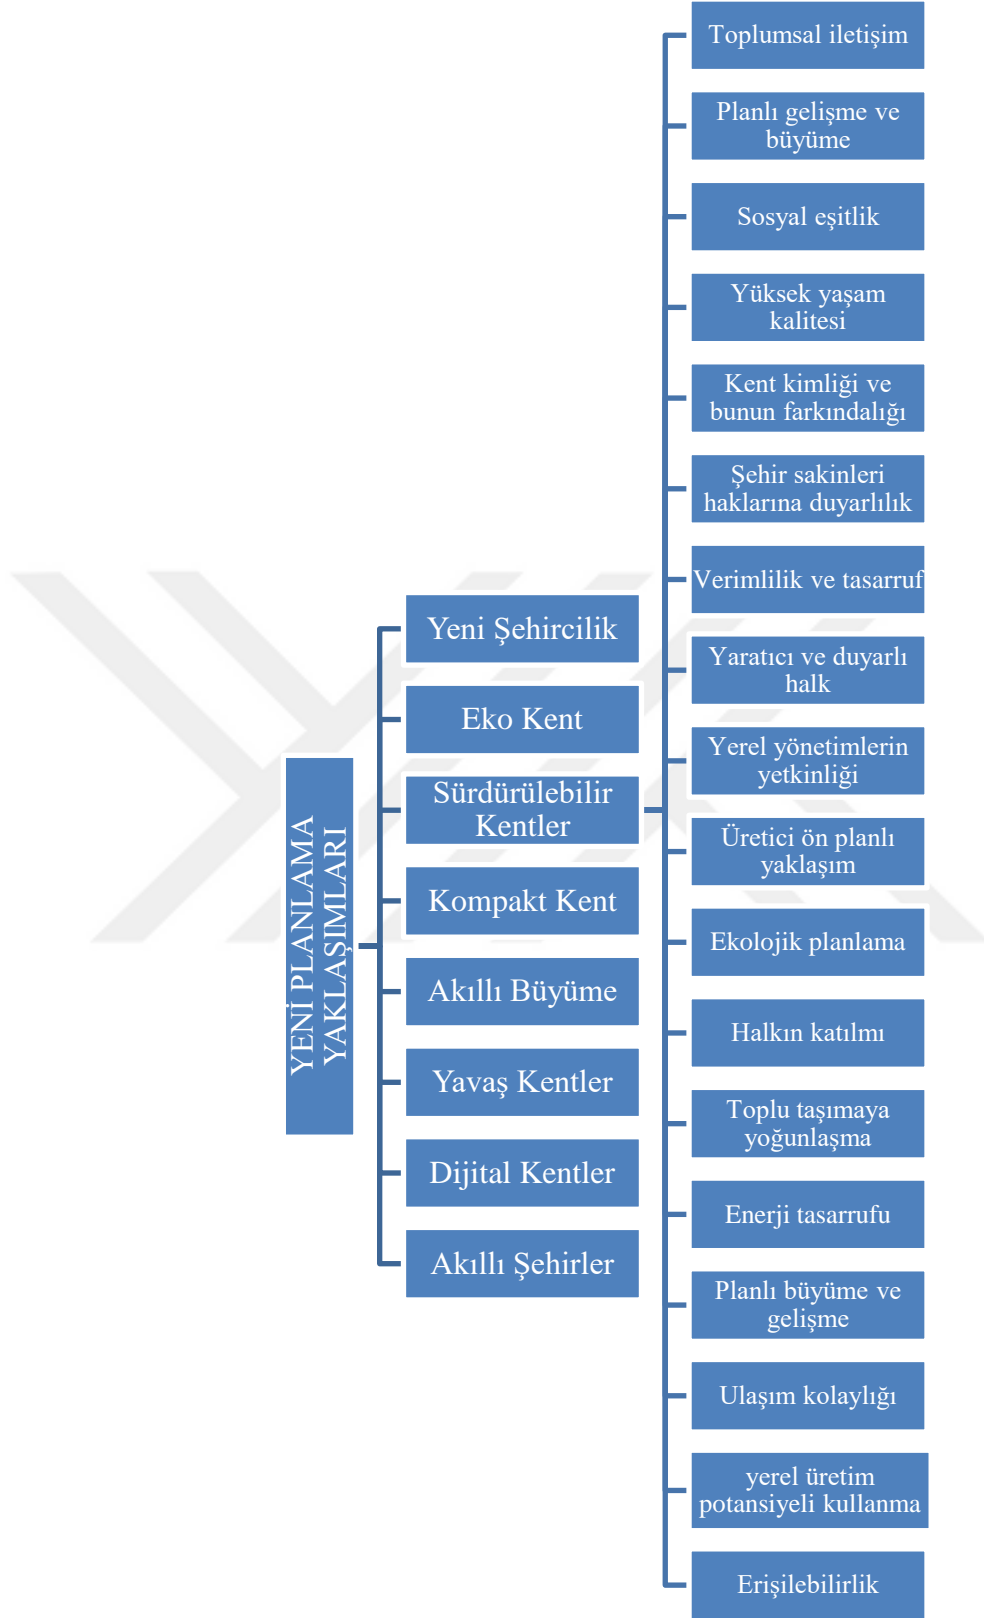 YENİ PLANLAMA
YAKLAŞIMLARI
Yeni Şehircilik
Eko Kent
Sürdürülebilir
Kentler
Kompakt Kent
Akıllı Büyüme
Yavaş Kentler
Dijital Kentler
Akıllı Şehirler
Toplumsal iletişim
Planlı gelişme ve
büyüme
Sosyal eşitlik
Yüksek yaşam
kalitesi
Kent kimliği ve
bunun farkındalığı
Şehir sakinleri
haklarına duyarlılık
Verimlilik ve tasarruf
Yaratıcı ve duyarlı
halk
Yerel yönetimlerin
yetkinliği
Üretici ön planlı
yaklaşım
Ekolojik planlama
Halkın katılmı
Toplu taşımaya
yoğunlaşma
Enerji tasarrufu
Planlı büyüme ve
gelişme
Ulaşım kolaylığı
yerel üretim
potansiyeli kullanma
Erişilebilirlik